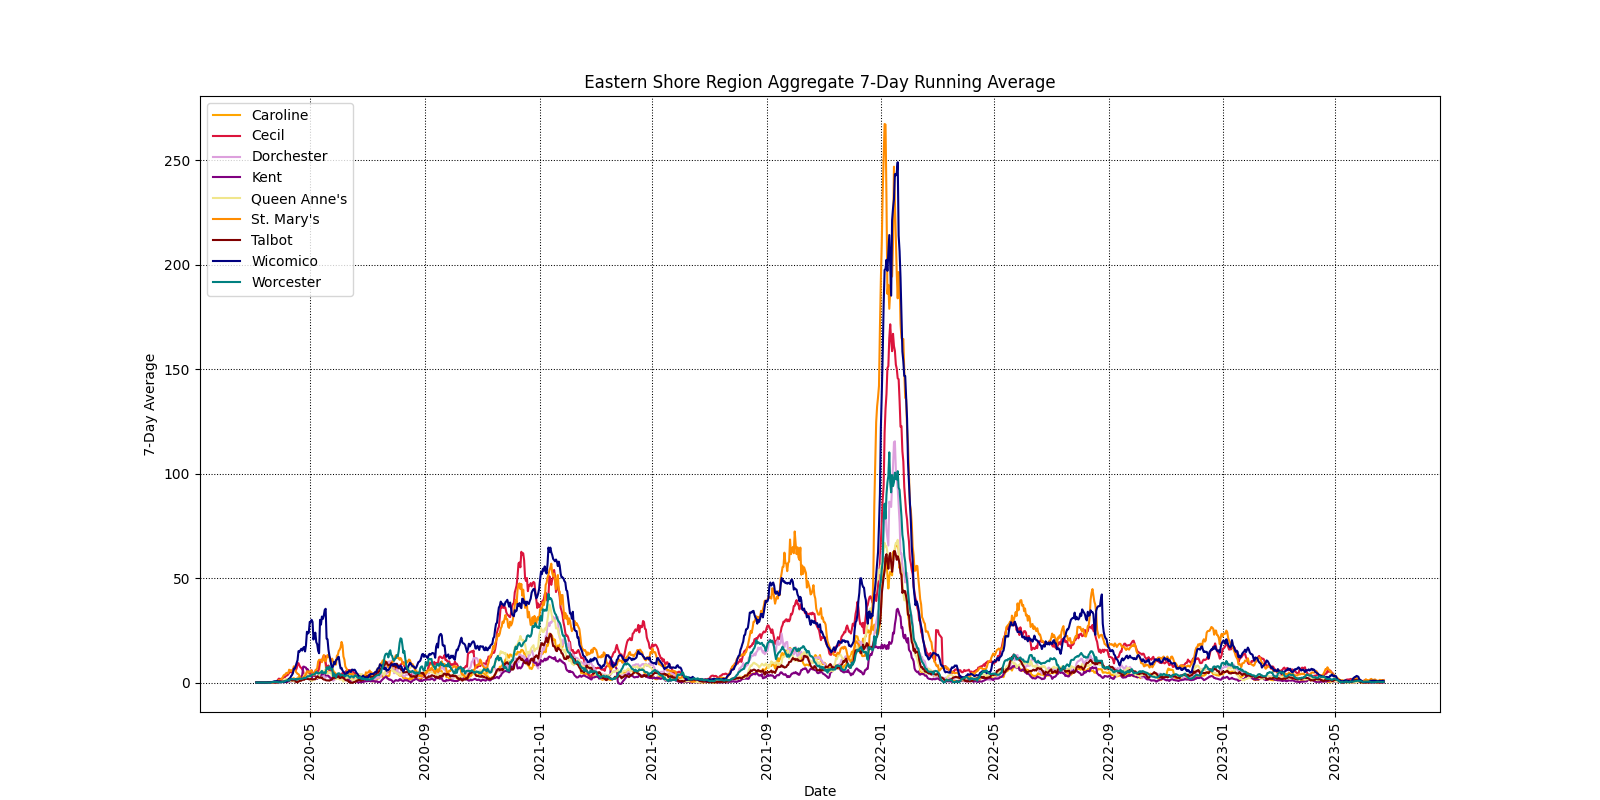 Eastern Shore Region Aggregate 7-Day Running Average
Caroline
Cecil
Dorchester
Kent
Queen Anne's
St. Mary's
Talbot
Wicomico
Worcester
7-Day Average
250
200
150
100
50
0
2020-05
2020-09
2021-01
2021-05
2021-09
2022-01
2022-05
2022-09
2023-01
2023-05
Date